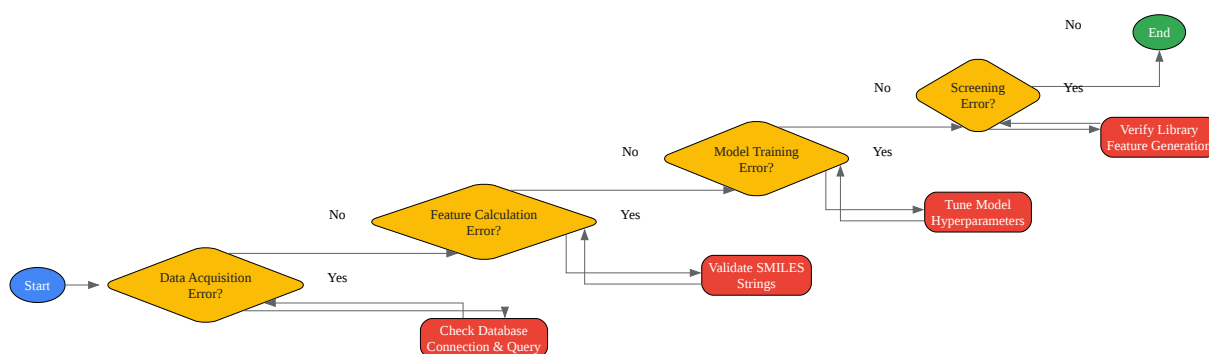 Start
Data Acquisition
Error?
No
Yes
Check Database
Connection & Query
Feature Calculation
Error?
No
Yes
Validate SMILES
Strings
Model Training
Error?
No
Yes
Tune Model
Hyperparameters
Screening
Error?
No
Yes
Verify Library
Feature Generation
End